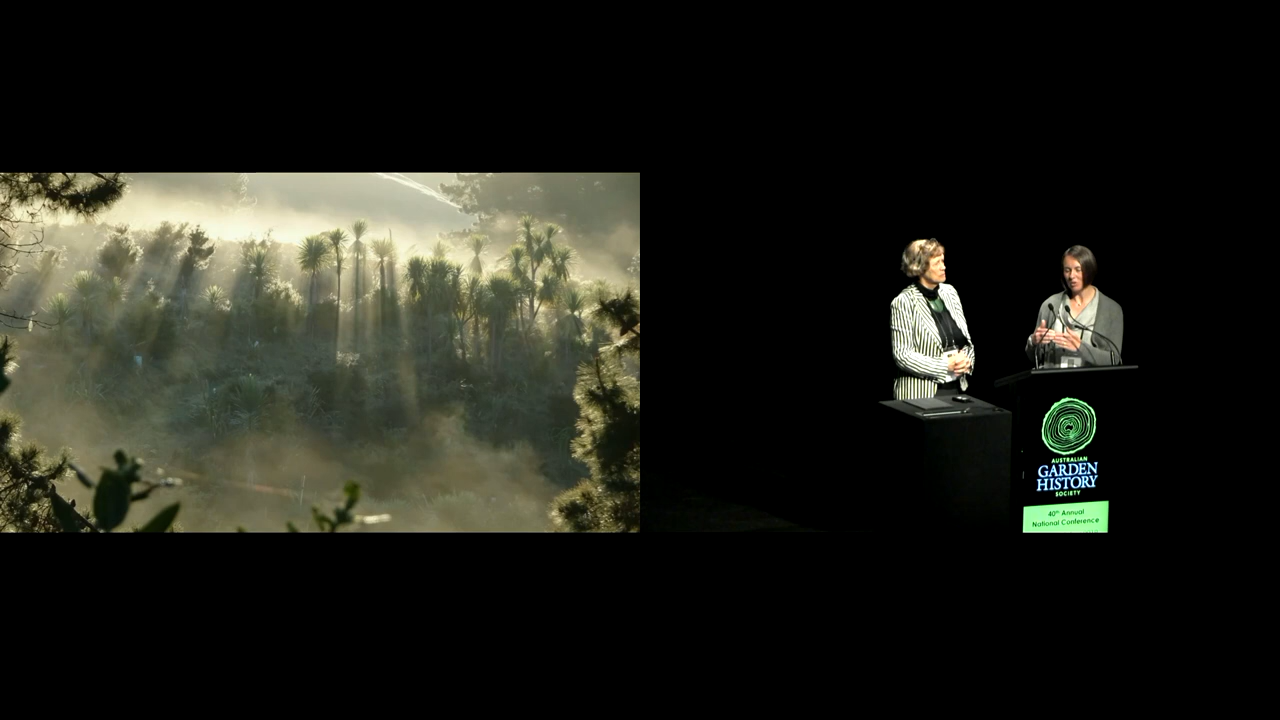 AUSTRALIAN
GARDEN
HISTORY
SOCIETY
40th Annual
National Conference